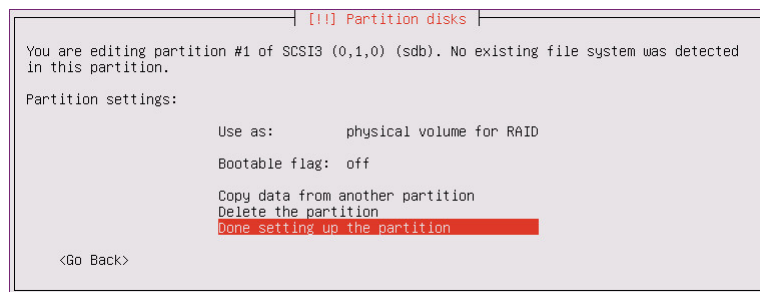 [!!] Partition disks
You are editing partition #1 of SCSI3 (0,1,0) (sdb). No existing file system was detected
in this partition.
Partition settings:
Use as: physical volume for RAID
Bootable flag: off
Copy data from another partition
Delete the partition
Done setting up the partition
<Go Back>